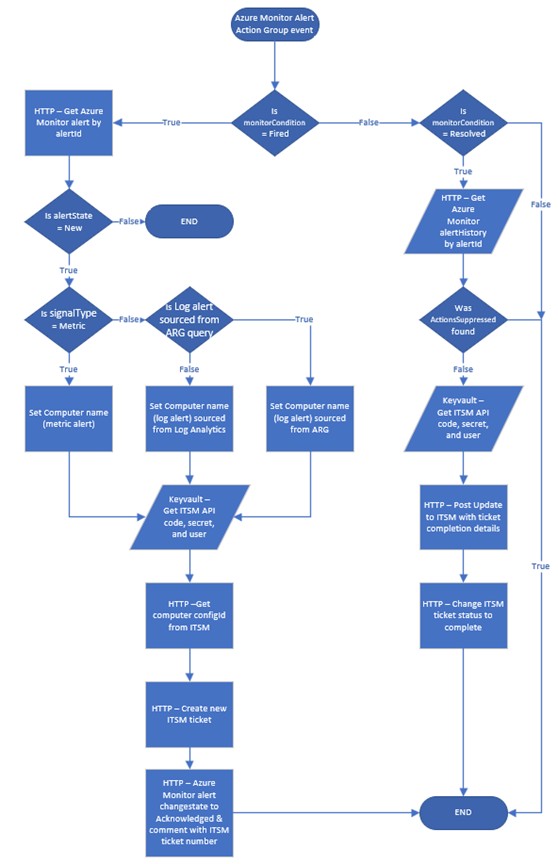 Azure Monitor Alert
Action Group event
Is
monitorCondition
= Fired
True
False
HTTP – Get Azure
Monitor alert by
alertId
Is
monitorCondition
= Resolved
True
False
Is alertState
= New
False
END
True
HTTP – Get
Azure
Monitor
alertHistory
by alertId
Is signalType
= Metric
False
Is Log alert
sourced from
ARG query
True
Was
ActionsSuppressed
found
True
False
False
Set Computer name
(metric alert)
Set Computer name
(log alert) sourced
from Log Analytics
Set Computer name
(log alert) sourced
from ARG
Keyvault –
Get ITSM API
code, secret,
and user
Keyvault –
Get ITSM API
code, secret,
and user
HTTP – Post Update
to ITSM with ticket
completion details
True
HTTP –Get
computer configId
from ITSM
HTTP – Change ITSM
ticket status to
complete
HTTP – Create new
ITSM ticket
HTTP – Azure
Monitor alert
changestate to
Acknowledged &
comment with ITSM
ticket number
END